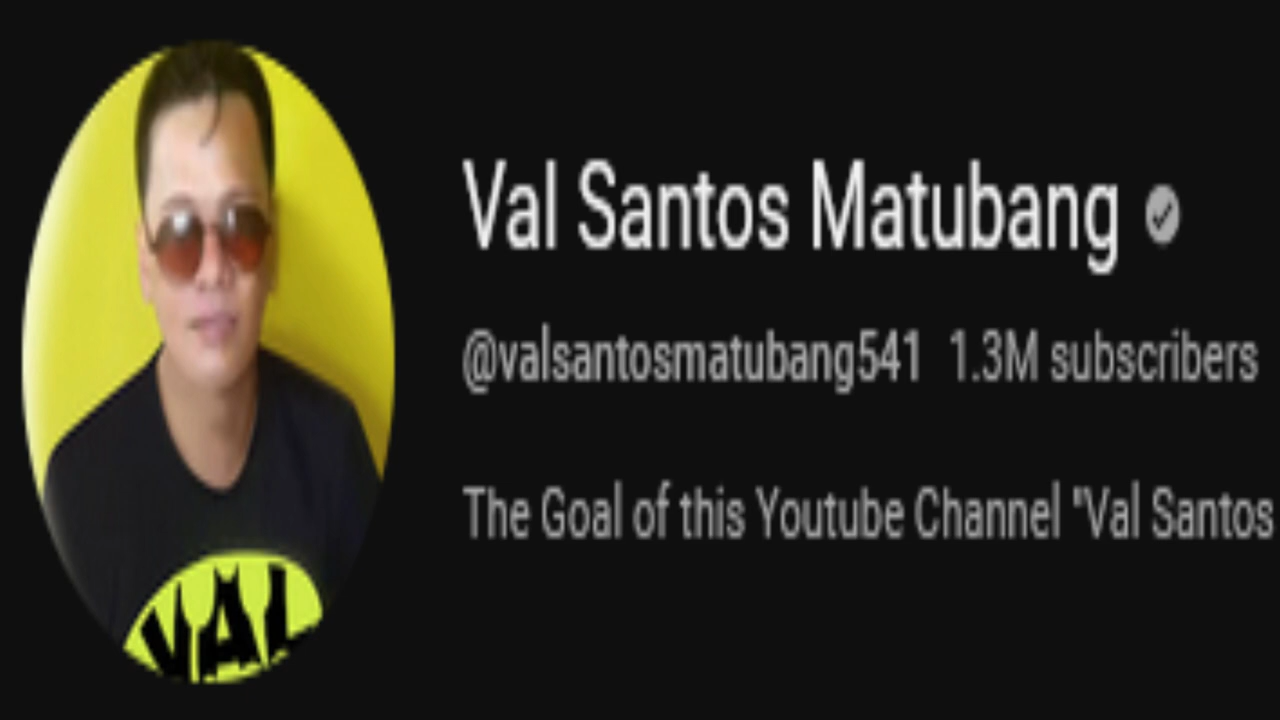 Val Santos Matubang
@valsantosmatubang541 1.3M subscribers
The Goal of this Youtube Channel "Val Santos
VAL